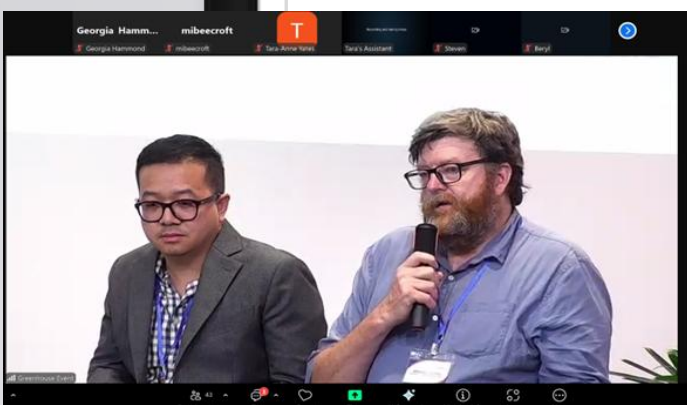 Georgia Hamm...
mibeecroft
T
Georgia Hammond
mibeecroft
Tara-Anne Yates
Tara's Assistant
Steven
Beryl
Greenhouse Event
43